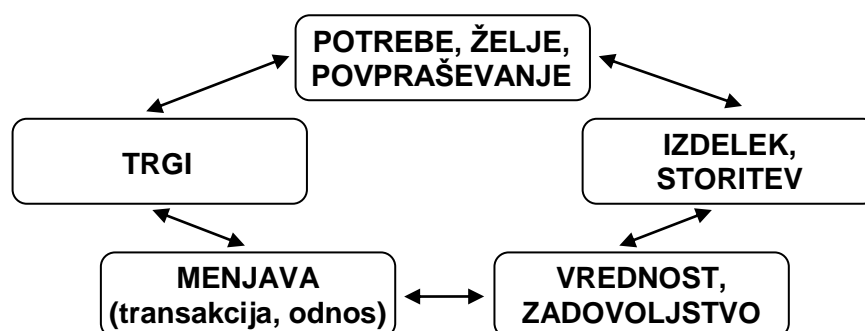 POTREBE, ŽELJE,
POVPRAŠEVANJE
TRGI
IZDELEK,
STORITEV
MENJAVA
(transakcija, odnos)
VREDNOST,
ZADOVOLJSTVO